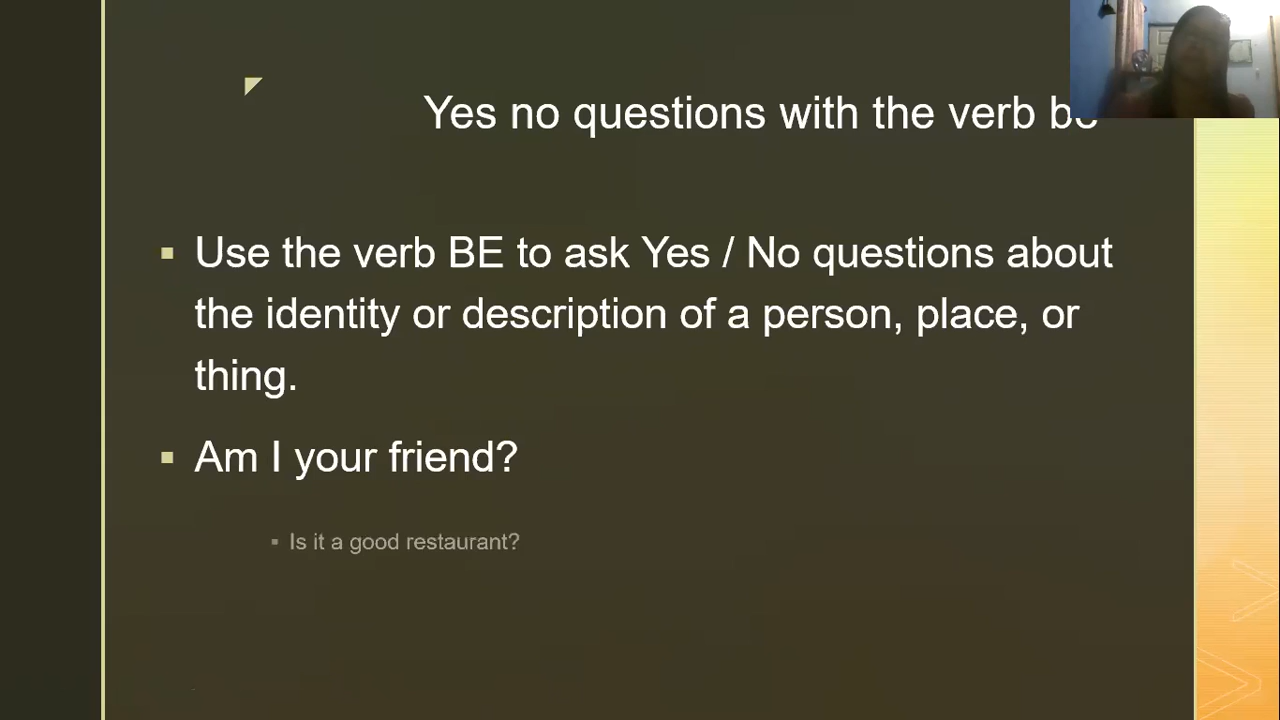 Yes no questions with the verb be
Use the verb BE to ask Yes / No questions about
the identity or description of a person, place, or
thing.
Am I your friend?
Is it a good restaurant?